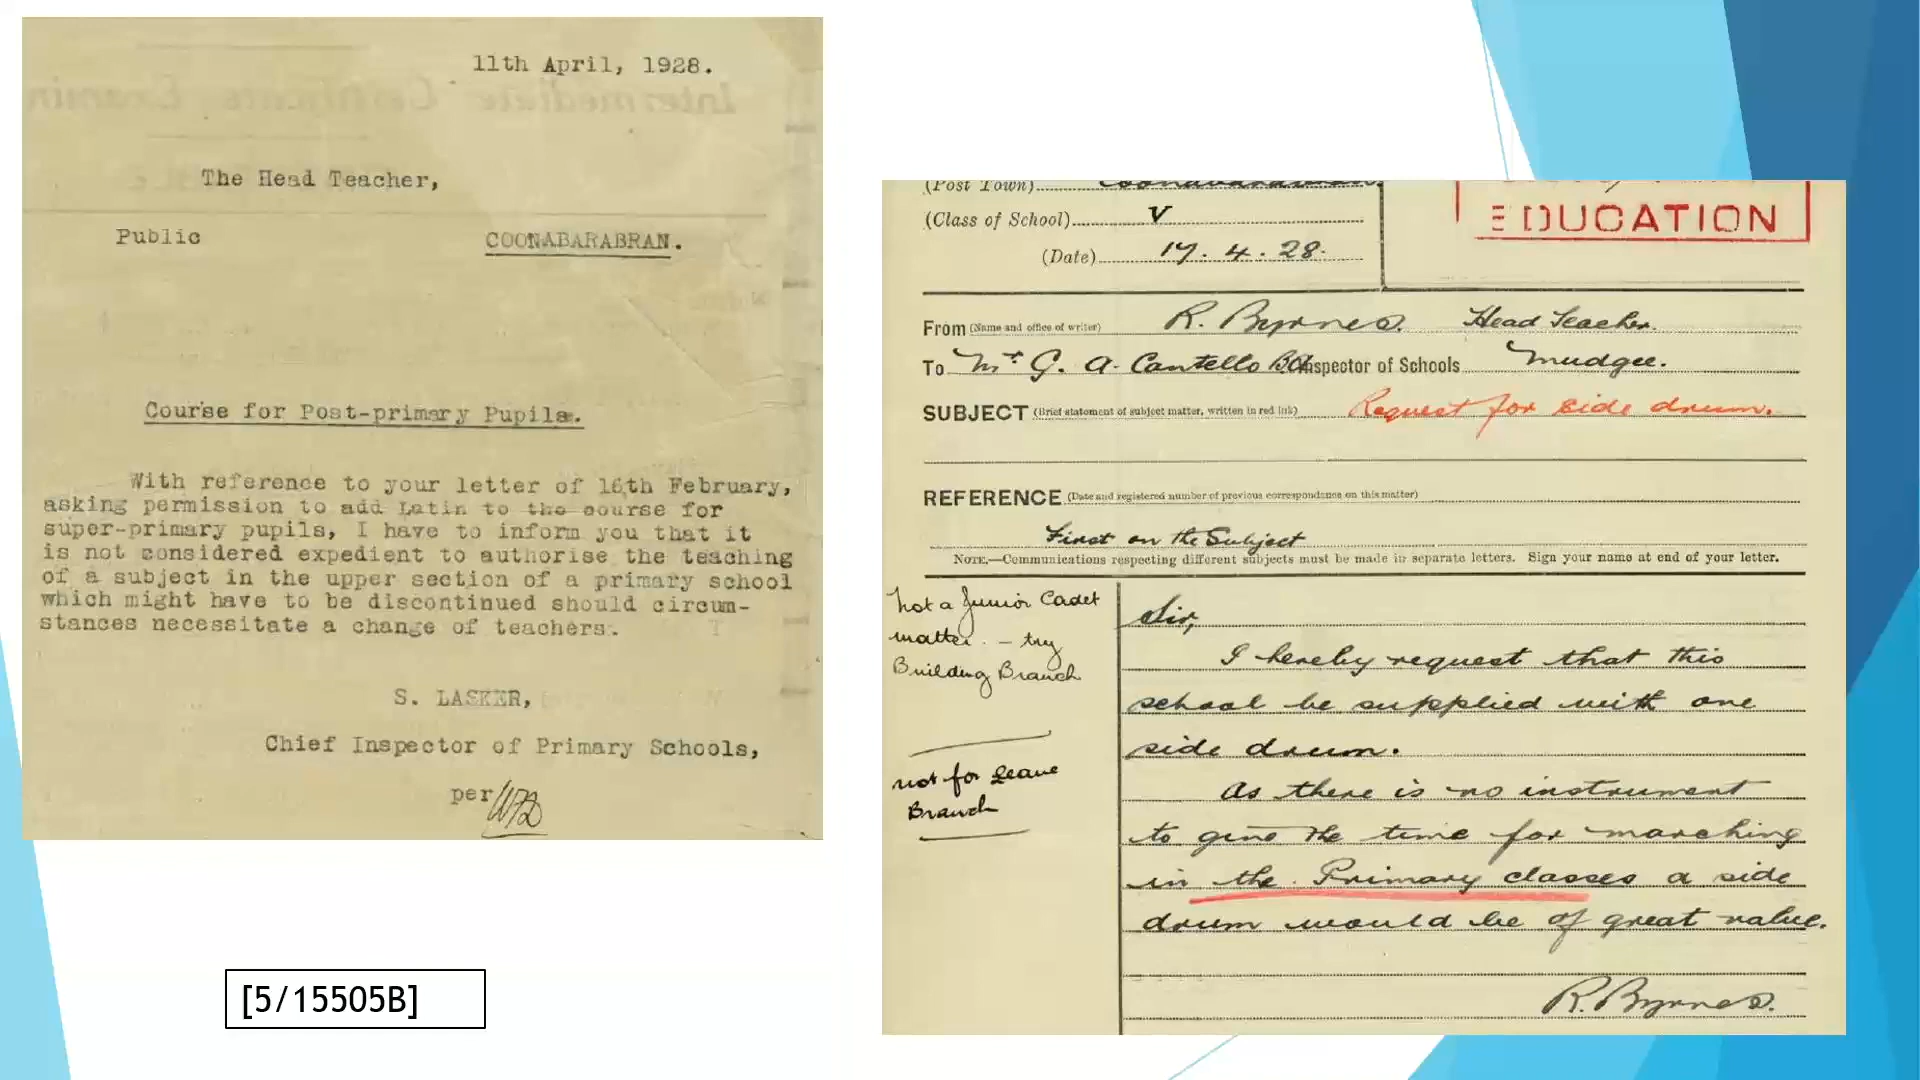 11th April, 1928.
The Head Teacher,
Public COONABARABRAN.
Course for Post-primary Pupils.
With reference to your letter of 16th February,
asking permission to add Latin to the course for
super-primary pupils, I have to inform you that it
is not considered expedient to authorise the teaching
of a subject in the upper section of a primary school
which might have to be discontinued should circum-
stances necessitate a change of teachers.
S. LASKER,
Chief Inspector of Primary Schools,
per
[5/15505B]
(Post Town)
EDUCATION
(Class of School) V
(Date) 17.4.28.
From (Name and office of writer) R. Byrnes. Head Teacher.
To Mr G. A. Cantello B.A. Inspector of Schools Mudgee.
SUBJECT (Brief statement of subject matter, written in red ink) Request for side drum.
REFERENCE (Date and registered number of previous correspondence on this matter)
First on the Subject
NOTE.—Communications respecting different subjects must be made in separate letters. Sign your name at end of your letter.
not a Junior Cadet
matter. – try
Building Branch
not for Leave
Branch
Sir,
I hereby request that this
school be supplied with one
side drum.
As there is no instrument
to give the time for marching
in the Primary classes a side
drum would be of great value.
R. Byrnes.